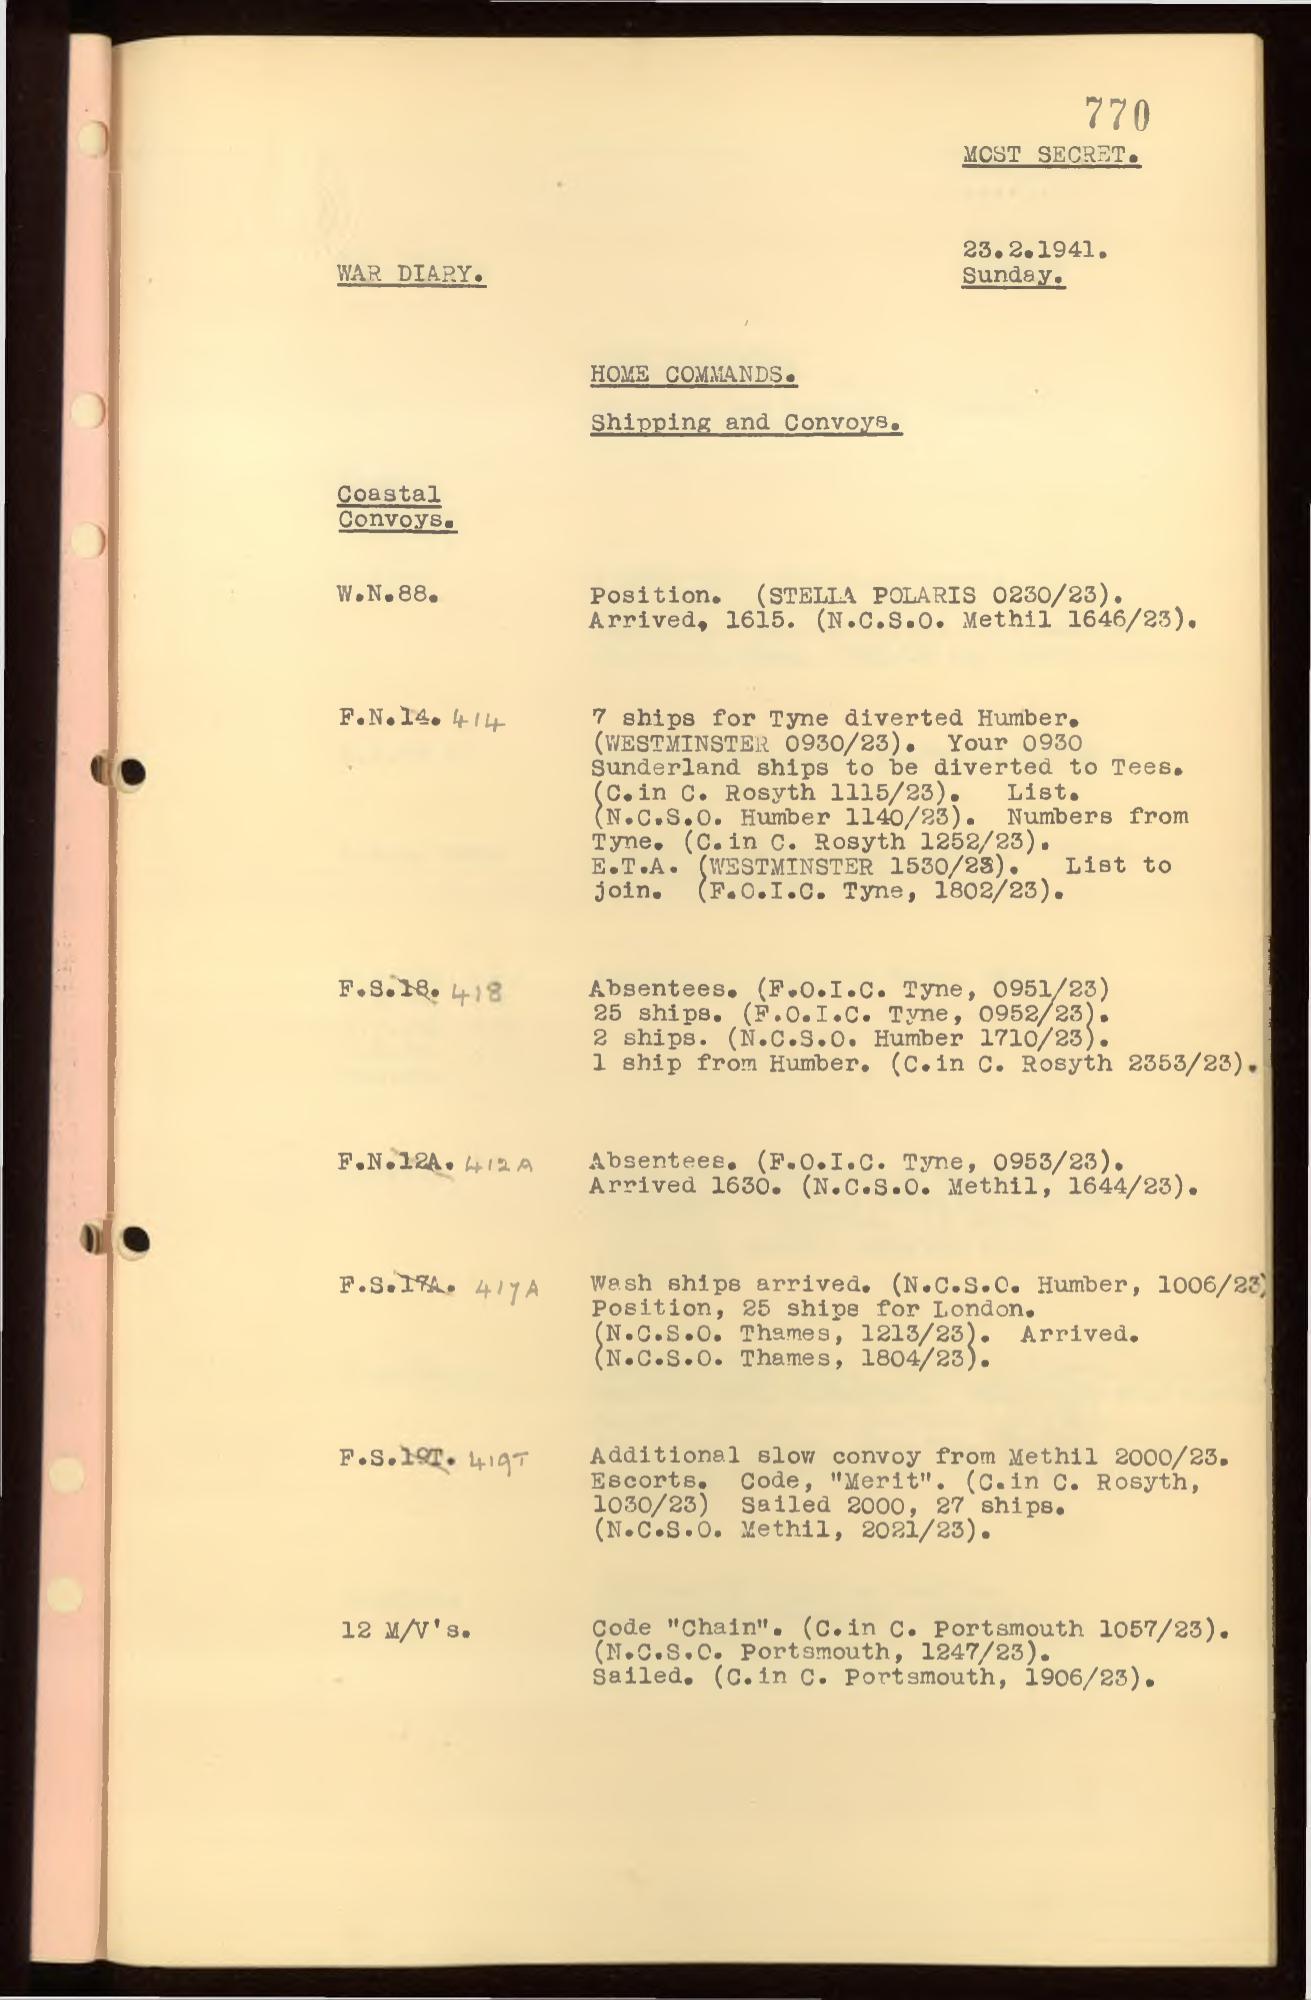 770
MOST SECRET.
23.2.1941.
WAR DIARY. Sunday.
HOME COMMANDS.
Shipping and Convoys.
Coastal
Convoys.
W.N.88. Position. (STELLA POLARIS 0230/23).
Arrived, 1615. (N.C.S.O. Methil 1646/23).
F.N.14. 414 7 ships for Tyne diverted Humber.
(WESTMINSTER 0930/23). Your 0930
Sunderland ships to be diverted to Tees.
(C.in C. Rosyth 1115/23). List.
(N.C.S.O. Humber 1140/23). Numbers from
Tyne. (C.in C. Rosyth 1252/23).
E.T.A. (WESTMINSTER 1530/23). List to
join. (F.O.I.C. Tyne, 1802/23).
F.S.18. 418 Absentees. (F.O.I.C. Tyne, 0951/23)
25 ships. (F.O.I.C. Tyne, 0952/23).
2 ships. (N.C.S.O. Humber 1710/23).
1 ship from Humber. (C.in C. Rosyth 2353/23).
F.N.12A. 412A Absentees. (F.O.I.C. Tyne, 0953/23).
Arrived 1630. (N.C.S.O. Methil, 1644/23).
F.S.17A. 417A Wash ships arrived. (N.C.S.O. Humber, 1006/23)
Position, 25 ships for London.
(N.C.S.O. Thames, 1213/23). Arrived.
(N.C.S.O. Thames, 1804/23).
F.S.19T. 419T Additional slow convoy from Methil 2000/23.
Escorts. Code, "Merit". (C.in C. Rosyth,
1030/23) Sailed 2000, 27 ships.
(N.C.S.O. Methil, 2021/23).
12 M/V's. Code "Chain". (C.in C. Portsmouth 1057/23).
(N.C.S.O. Portsmouth, 1247/23).
Sailed. (C.in C. Portsmouth, 1906/23).